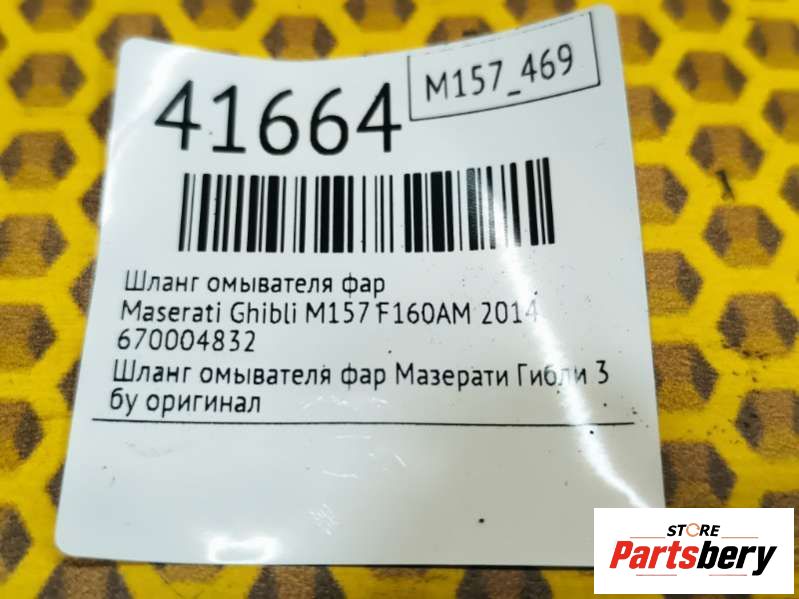 41664
M157_469
Шланг омывателя фар
Maserati Ghibli M157 F160AM 2014
670004832
Шланг омывателя фар Мазерати Гибли 3
бу оригинал
STORE
Partsbery